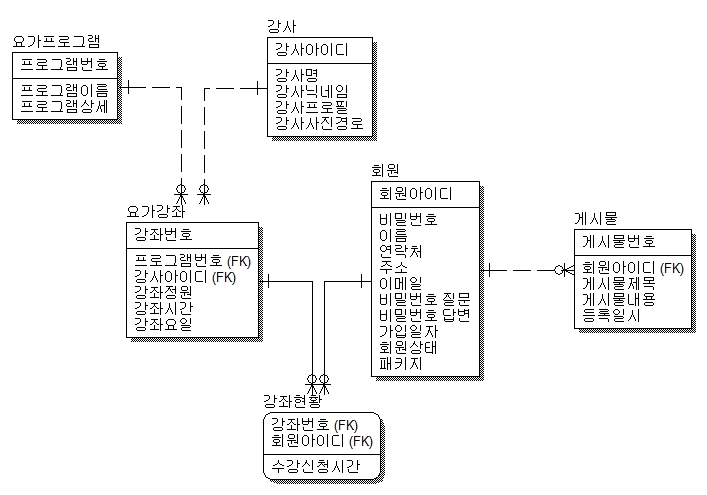 요가프로그램
프로그램번호
프로그램이름
프로그램상세
강사
강사아이디
강사명
강사닉네임
강사프로필
강사사진경로
요가강좌
강좌번호
프로그램번호 (FK)
강사아이디 (FK)
강좌정원
강좌시간
강좌요일
회원
회원아이디
비밀번호
이름
연락처
주소
이메일
비밀번호 질문
비밀번호 답변
가입일자
회원상태
패키지
게시물
게시물번호
회원아이디 (FK)
게시물제목
게시물내용
등록일시
강좌현황
강좌번호 (FK)
회원아이디 (FK)
수강신청시간